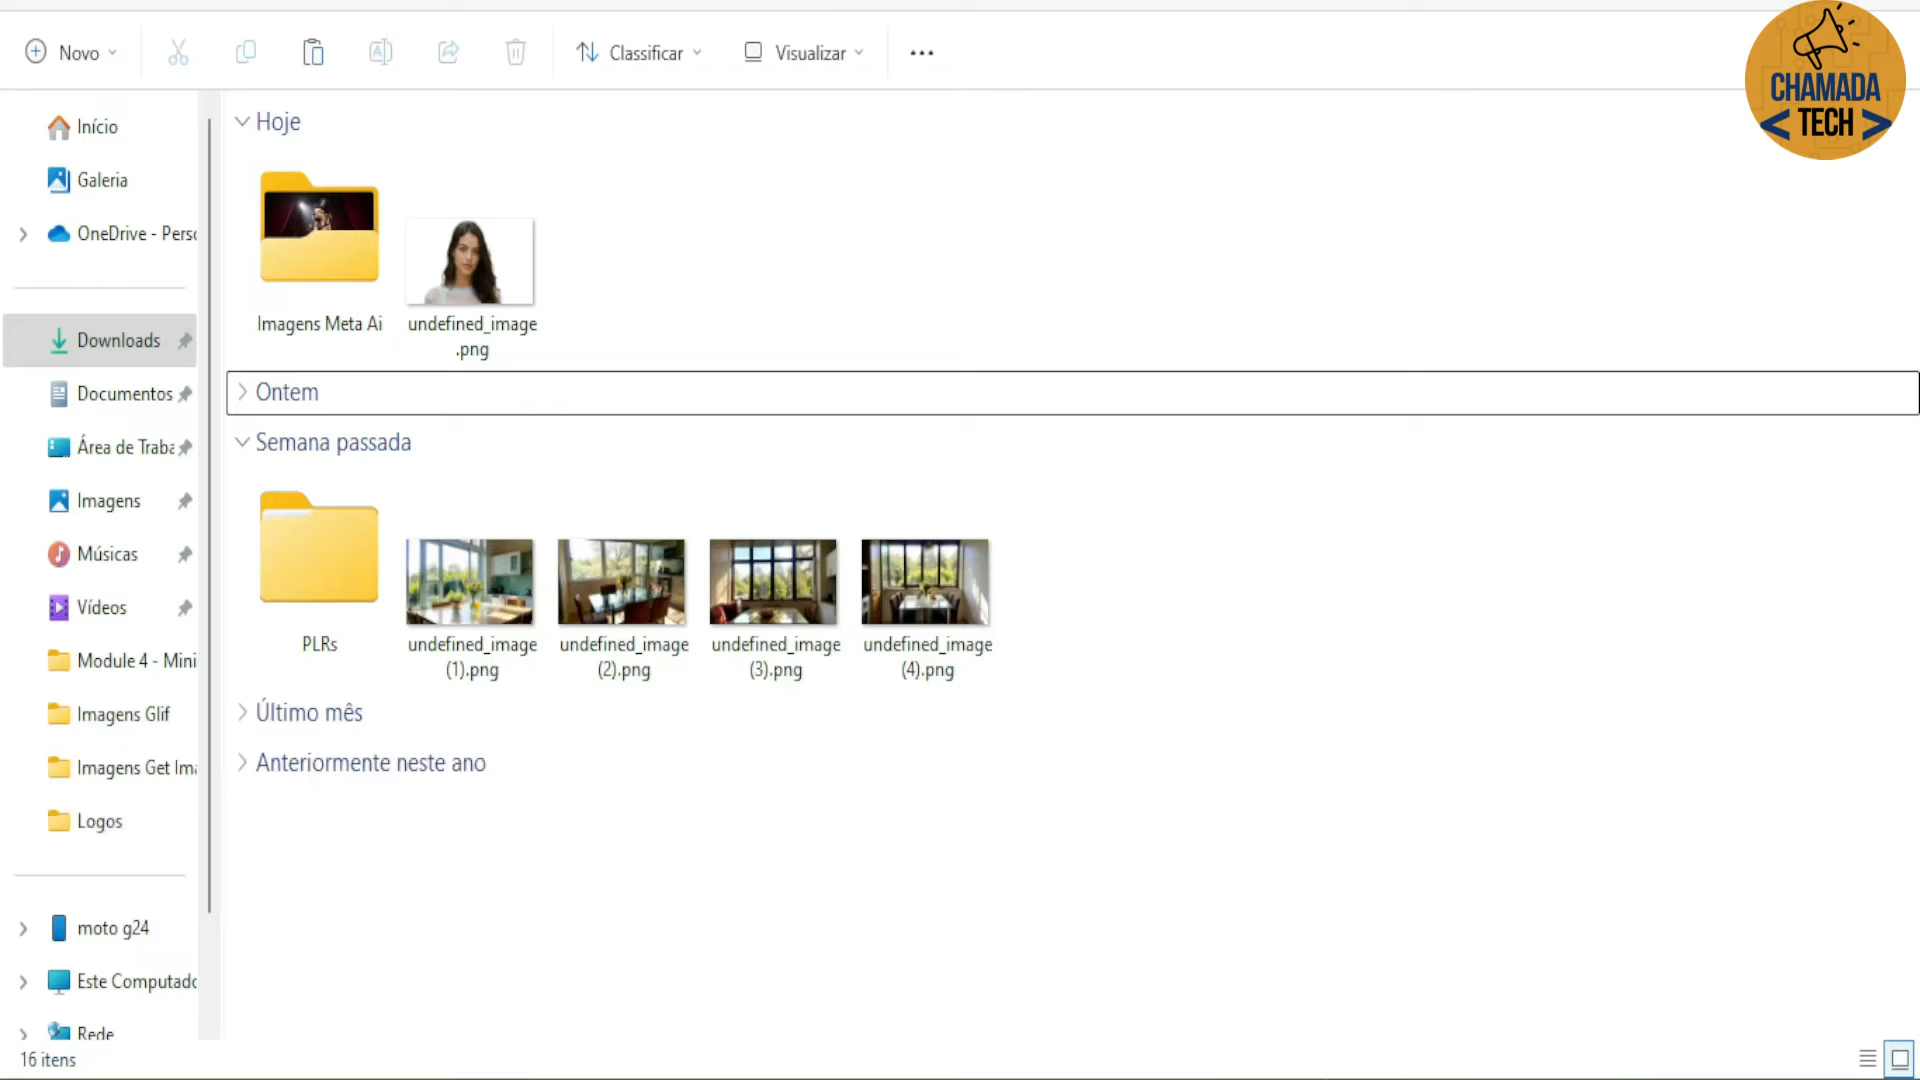 Novo
Classificar
Visualizar
CHAMADA
< TECH >
Início
Galeria
OneDrive - Perso
Downloads
Documentos
Área de Traba
Imagens
Músicas
Vídeos
Module 4 - Mini
Imagens Glif
Imagens Get Ima
Logos
moto g24
Este Computado
Rede
Hoje
Imagens Meta Ai
undefined_image
.png
Ontem
Semana passada
PLRs
undefined_image
(1).png
undefined_image
(2).png
undefined_image
(3).png
undefined_image
(4).png
Último mês
Anteriormente neste ano
16 itens